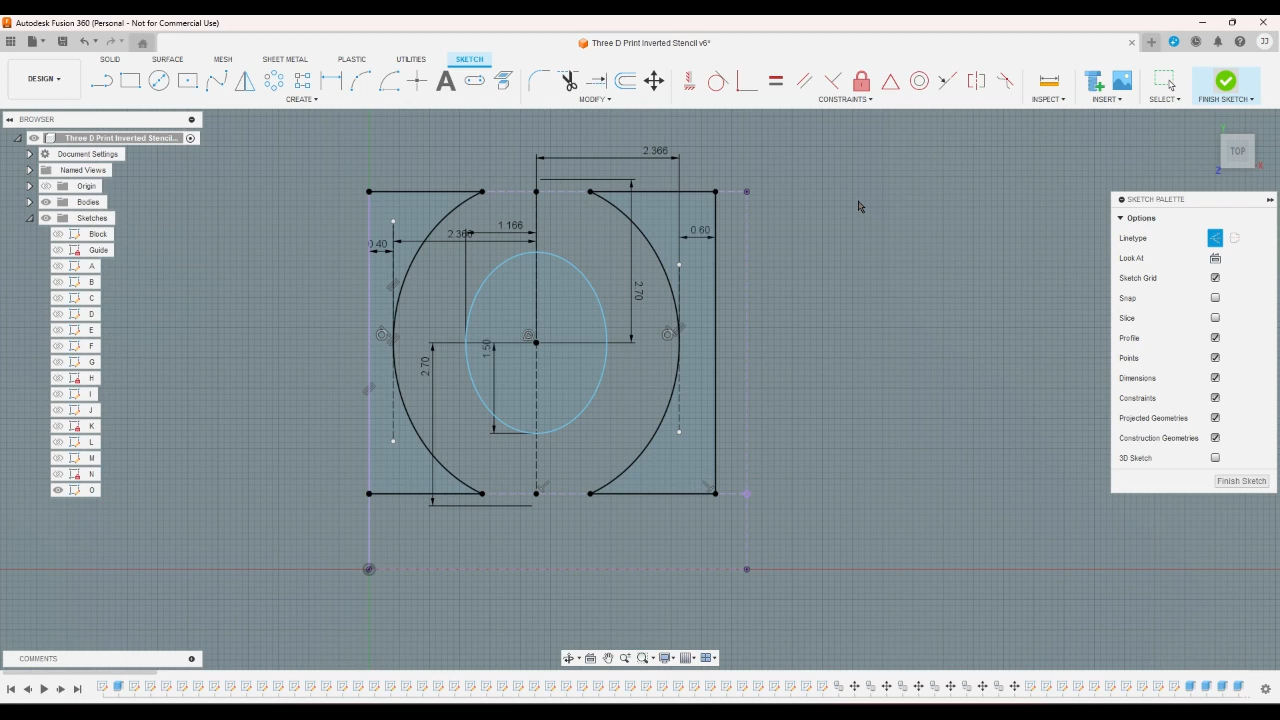 Autodesk Fusion 360 (Personal - Not for Commercial Use)
Three D Print Inverted Stencil v6*
JJ
DESIGN
SOLID SURFACE MESH SHEET METAL PLASTIC UTILITIES SKETCH
CREATE MODIFY CONSTRAINTS INSPECT INSERT SELECT FINISH SKETCH
BROWSER
Three D Print Inverted Stencil...
Document Settings
Named Views
Origin
Bodies
Sketches
Block
Guide
A
B
C
D
E
F
G
H
I
J
K
L
M
N
O
TOP
Y
X
Z
2.366
1.166
2.366
0.40
0.60
2.70
1.50
2.70
SKETCH PALETTE
Options
Linetype
Look At
Sketch Grid
Snap
Slice
Profile
Points
Dimensions
Constraints
Projected Geometries
Construction Geometries
3D Sketch
Finish Sketch
COMMENTS